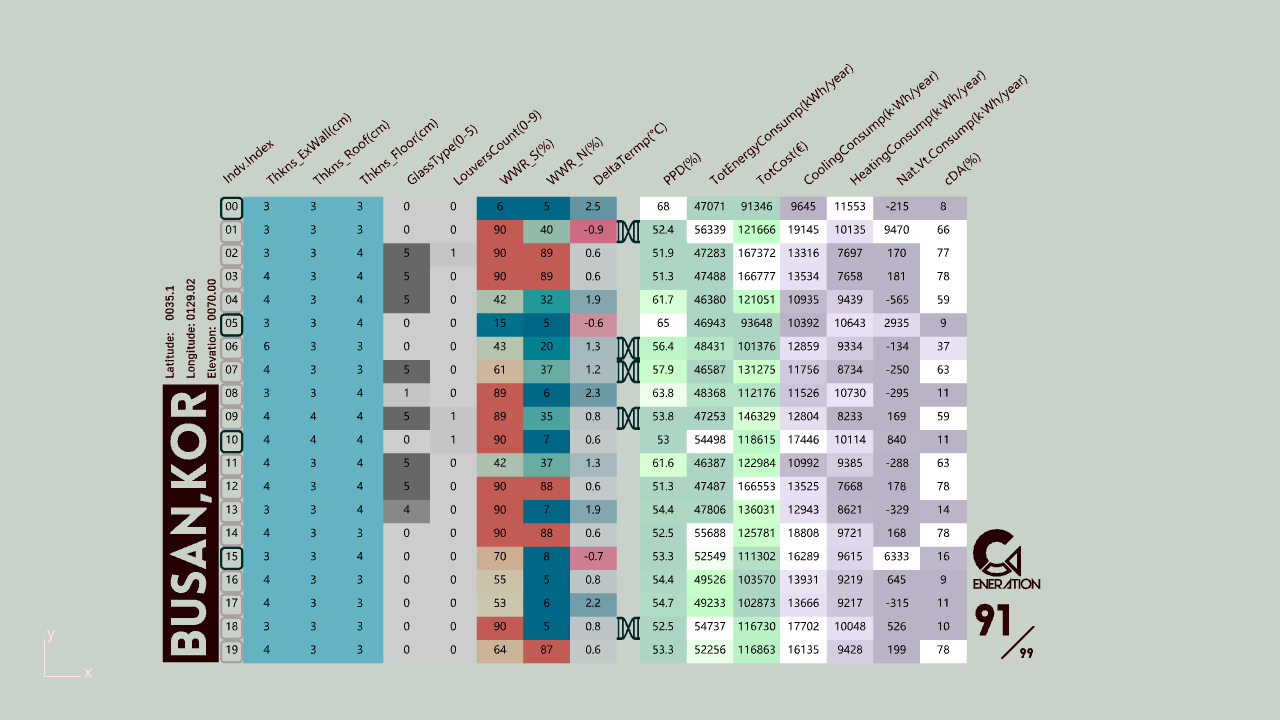 Indv.Index Thkns_ExWall(cm) Thkns_Roof(cm) Thkns_Floor(cm) GlassType(0-5) LouversCount(0-9) WWR_S(%) WWR_N(%) DeltaTermp(°C) PPD(%) TotEnergyConsump(kWh/year) TotCost(€) CoolingConsump(k·Wh/year) HeatingConsump(k·Wh/year) Nat.Vt.Consump(k·Wh/year) cDA(%)
00 3 3 3 0 0 6 5 2.5 68 47071 91346 9645 11553 -215 8
01 3 3 3 0 0 90 40 -0.9 52.4 56339 121666 19145 10135 9470 66
02 3 3 4 5 1 90 89 0.6 51.9 47283 167372 13316 7697 170 77
03 4 3 4 5 0 90 89 0.6 51.3 47488 166777 13534 7658 181 78
04 4 3 4 5 0 42 32 1.9 61.7 46380 121051 10935 9439 -565 59
05 3 3 4 0 0 15 5 -0.6 65 46943 93648 10392 10643 2935 9
06 6 3 3 0 0 43 20 1.3 56.4 48431 101376 12859 9334 -134 37
07 4 3 3 5 0 61 37 1.2 57.9 46587 131275 11756 8734 -250 63
08 3 3 4 1 0 89 6 2.3 63.8 48368 112176 11526 10730 -295 11
09 4 4 4 5 1 89 35 0.8 53.8 47253 146329 12804 8233 169 59
10 4 4 4 0 1 90 7 0.6 53 54498 118615 17446 10114 840 11
11 4 3 4 5 0 42 37 1.3 61.6 46387 122984 10992 9385 -288 63
12 4 3 4 5 0 90 88 0.6 51.3 47487 166553 13525 7668 178 78
13 4 3 4 4 0 90 7 1.9 54.4 47806 136031 12943 8621 -329 14
14 4 3 3 0 0 90 88 0.6 52.5 55688 125781 18808 9721 168 78
15 3 3 4 0 0 70 8 -0.7 53.3 52549 111302 16289 9615 6333 16
16 4 3 3 0 0 55 5 0.8 54.4 49526 103570 13931 9219 645 9
17 4 3 3 0 0 53 6 2.2 54.7 49233 102873 13666 9217 -315 11
18 4 3 3 0 0 90 5 0.8 52.5 54737 116730 17702 10048 526 10
19 4 3 3 0 0 64 87 0.6 53.3 52256 116863 16135 9428 199 78
Latitude: 0035.1
Longitude: 0129.02
Elevation: 0070.00
BUSAN,KOR
G
ENERATION
91/99
y
x